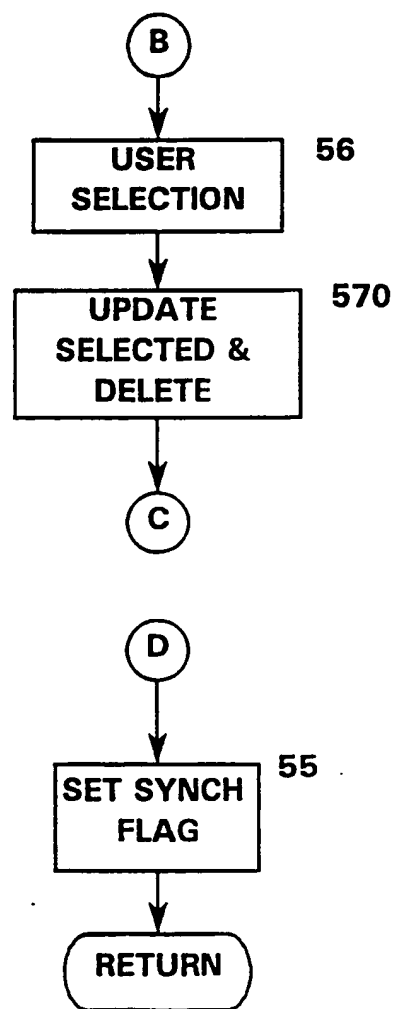 B
USER
SELECTION
56
UPDATE
SELECTED &
DELETE
570
C
D
SET SYNCH
FLAG
55
RETURN